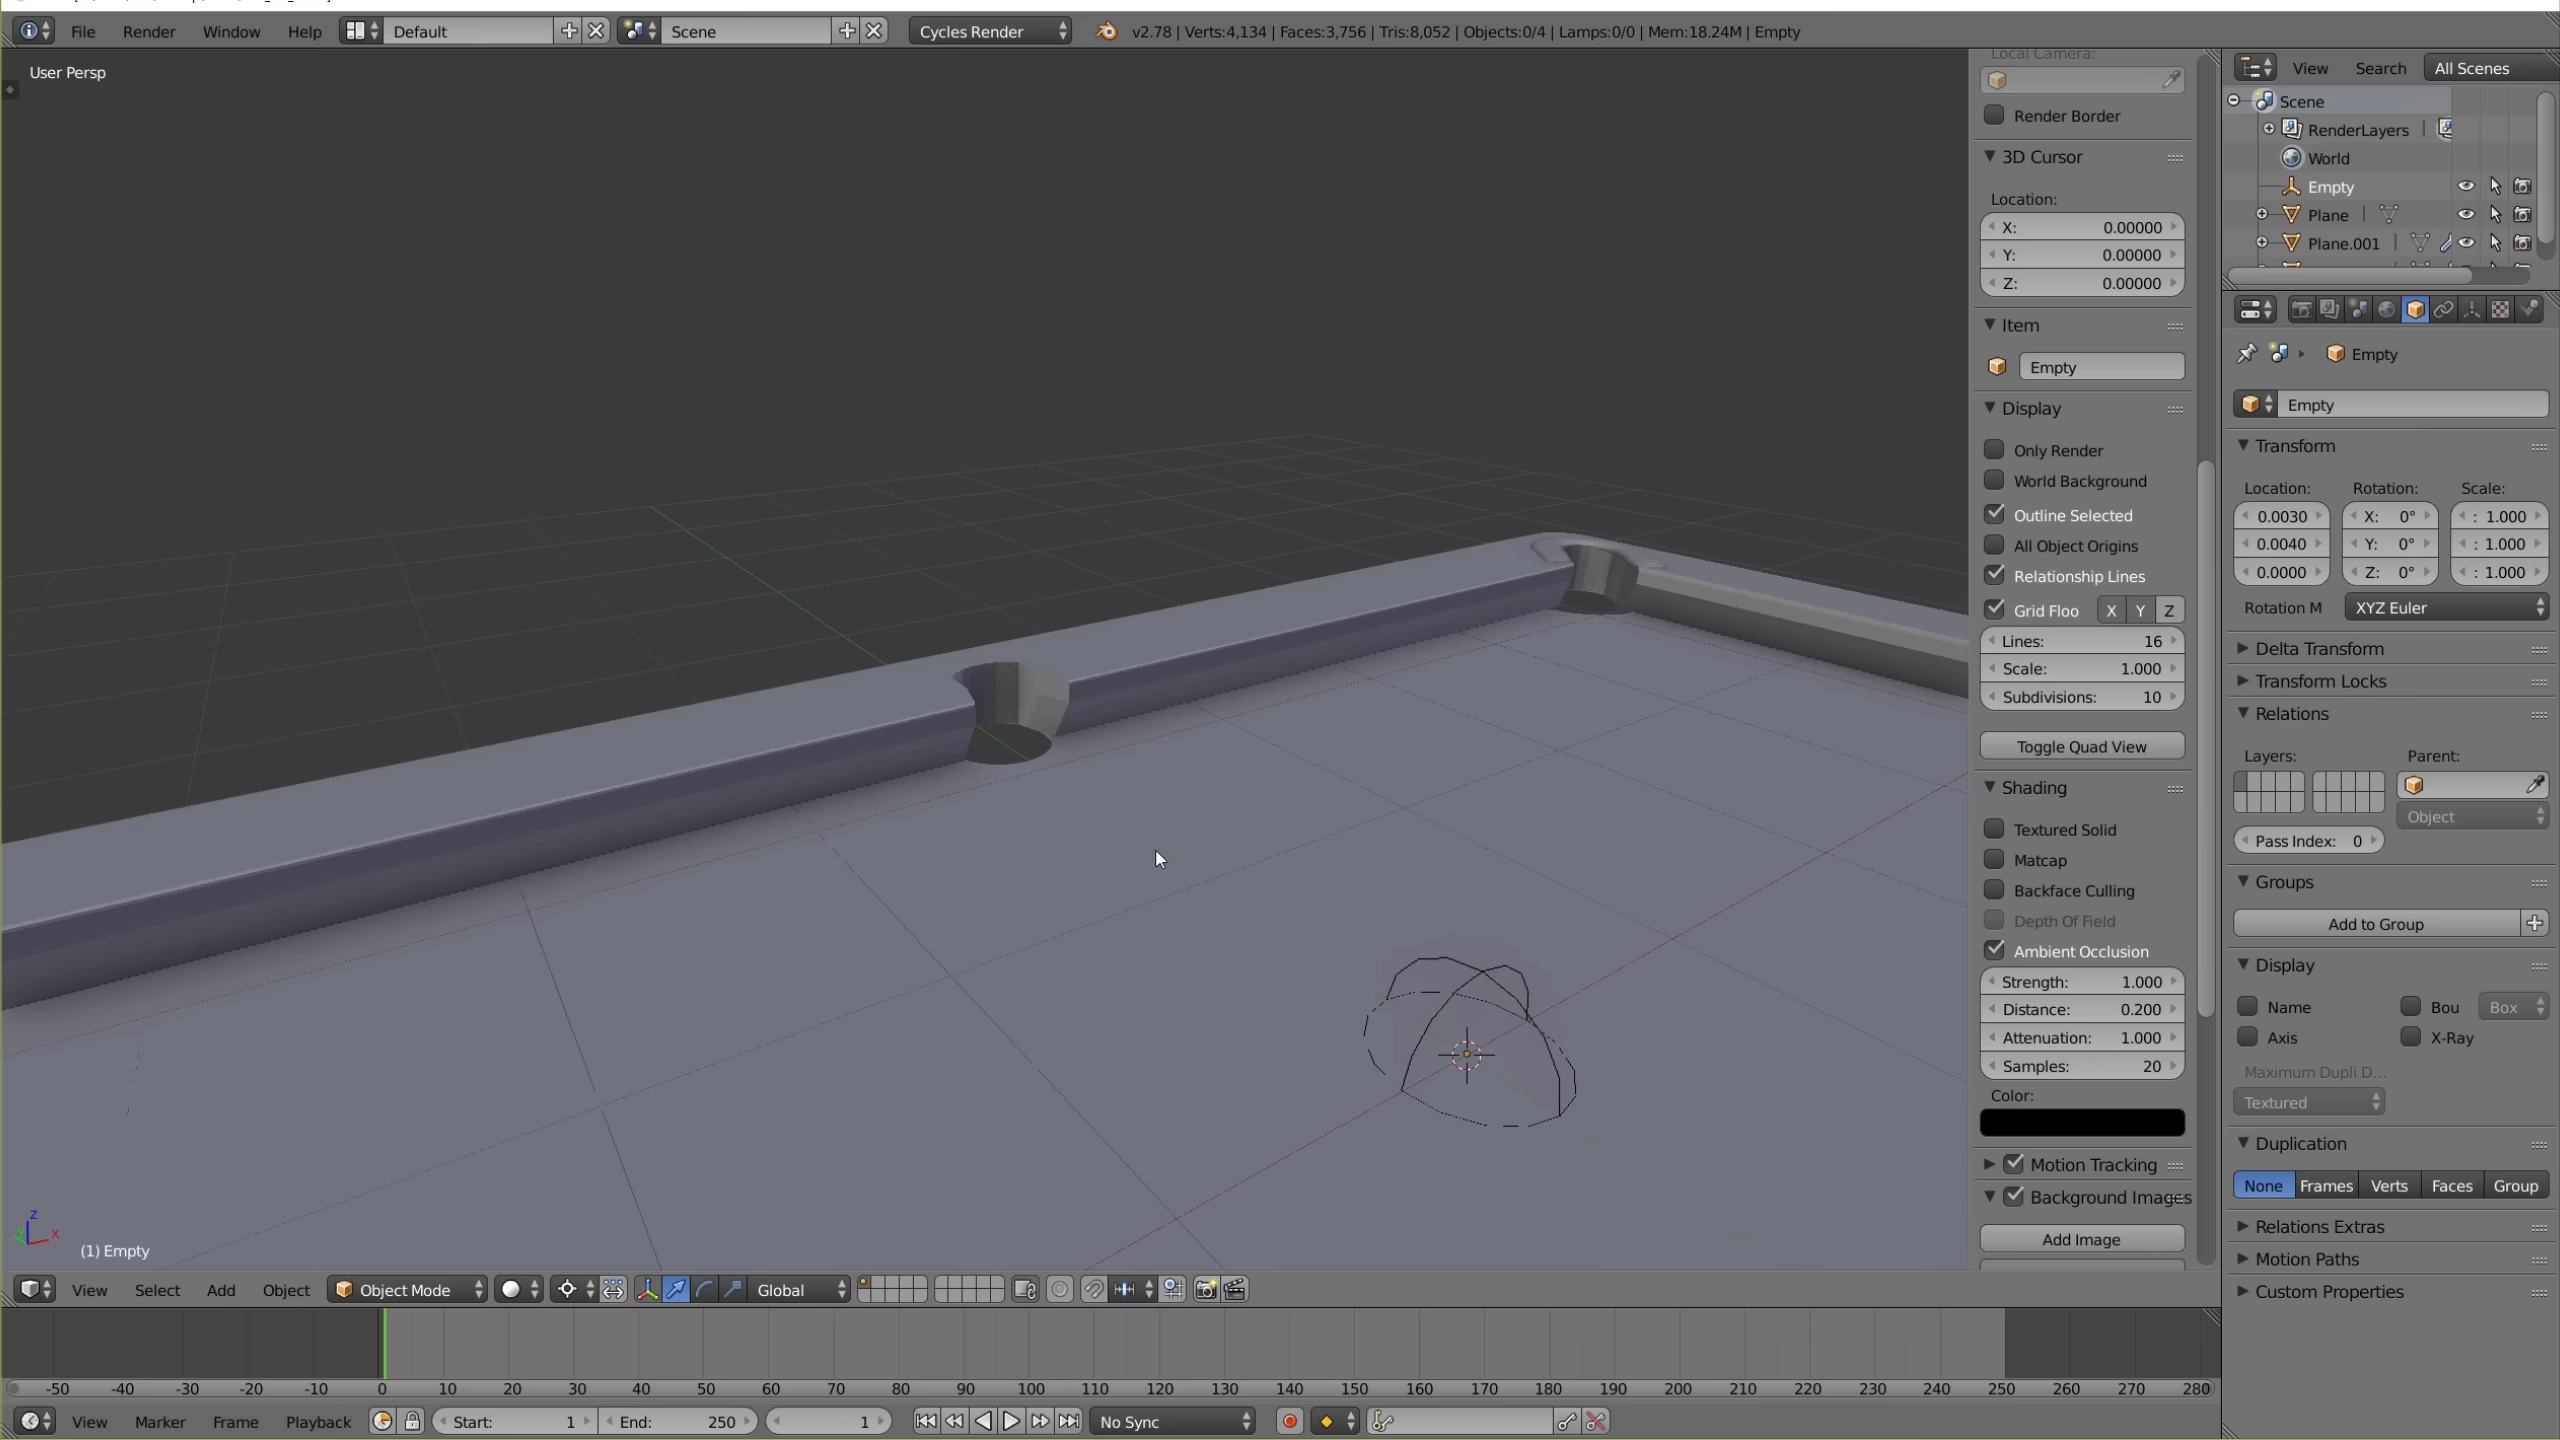 File Render Window Help Default Scene Cycles Render v2.78 | Verts:4,134 | Faces:3,756 | Tris:8,052 | Objects:0/4 | Lamps:0/0 | Mem:18.24M | Empty
User Persp
(1) Empty
z
x
Local Camera:
Render Border
3D Cursor
Location:
X: 0.00000
Y: 0.00000
Z: 0.00000
Item
Empty
Display
Only Render
World Background
Outline Selected
All Object Origins
Relationship Lines
Grid Floo X Y Z
Lines: 16
Scale: 1.000
Subdivisions: 10
Toggle Quad View
Shading
Textured Solid
Matcap
Backface Culling
Depth Of Field
Ambient Occlusion
Strength: 1.000
Distance: 0.200
Attenuation: 1.000
Samples: 20
Color:
Motion Tracking
Background Images
Add Image
View Search All Scenes
Scene
RenderLayers |
World
Empty
Plane |
Plane.001 |
Empty
Empty
Transform
Location: Rotation: Scale:
0.0030 X: 0° : 1.000
0.0040 Y: 0° : 1.000
0.0000 Z: 0° : 1.000
Rotation M XYZ Euler
Delta Transform
Transform Locks
Relations
Layers: Parent:
Object
Pass Index: 0
Groups
Add to Group
Display
Name Bou Box
Axis X-Ray
Maximum Dupli D...
Textured
Duplication
None Frames Verts Faces Group
Relations Extras
Motion Paths
Custom Properties
View Select Add Object Object Mode Global
-50 -40 -30 -20 -10 0 10 20 30 40 50 60 70 80 90 100 110 120 130 140 150 160 170 180 190 200 210 220 230 240 250 260 270 280
View Marker Frame Playback Start: 1 End: 250 1 No Sync